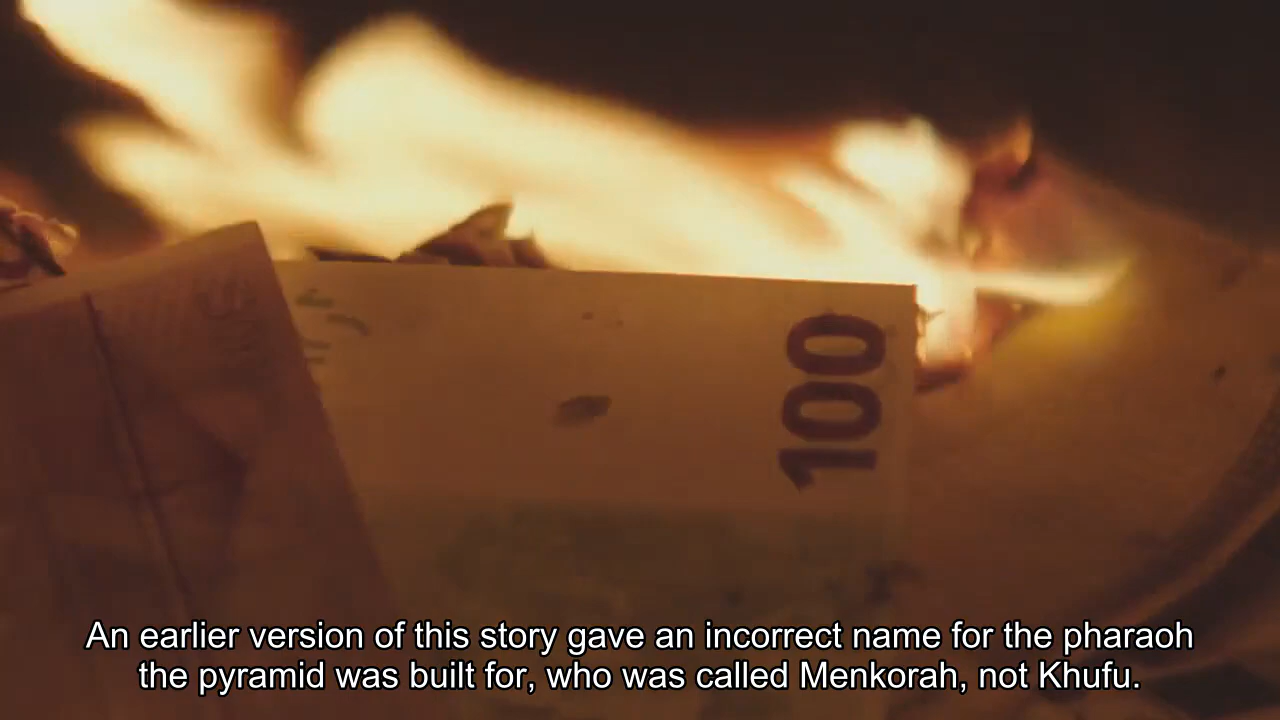 100
An earlier version of this story gave an incorrect name for the pharaoh
the pyramid was built for, who was called Menkorah, not Khufu.